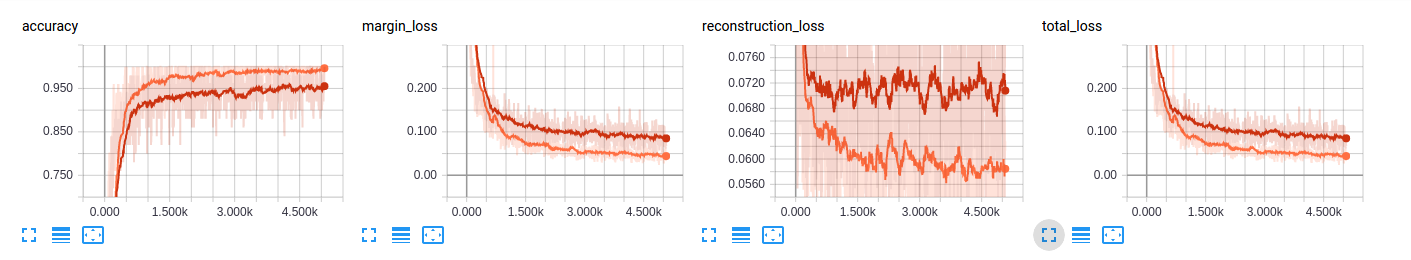 accuracy
0.950
0.850
0.750
0.000 1.500k 3.000k 4.500k
margin_loss
0.200
0.100
0.00
0.000 1.500k 3.000k 4.500k
reconstruction_loss
0.0760
0.0720
0.0680
0.0640
0.0600
0.0560
0.000 1.500k 3.000k 4.500k
total_loss
0.200
0.100
0.00
0.000 1.500k 3.000k 4.500k